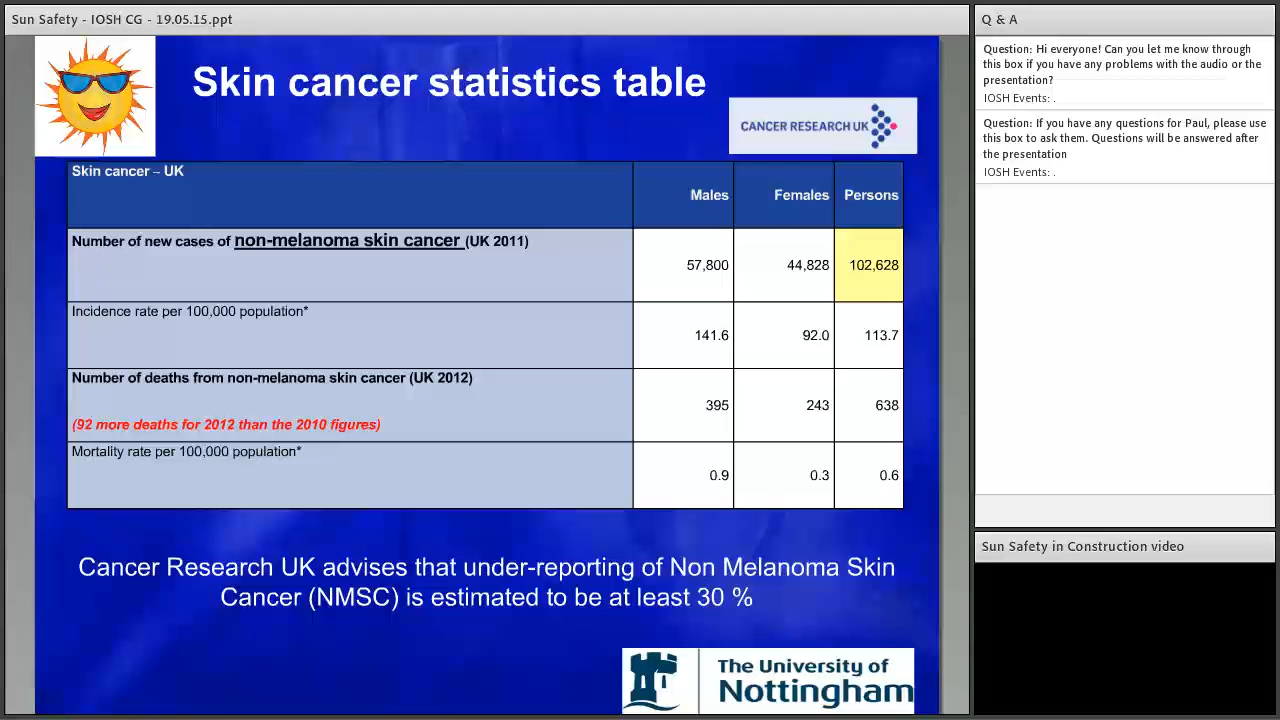 Sun Safety - IOSH CG - 19.05.15.ppt
Skin cancer statistics table
CANCER RESEARCH UK
Skin cancer – UK
Males
Females
Persons
Number of new cases of non-melanoma skin cancer (UK 2011)
57,800
44,828
102,628
Incidence rate per 100,000 population*
141.6
92.0
113.7
Number of deaths from non-melanoma skin cancer (UK 2012)
(92 more deaths for 2012 than the 2010 figures)
395
243
638
Mortality rate per 100,000 population*
0.9
0.3
0.6
Cancer Research UK advises that under-reporting of Non Melanoma Skin
Cancer (NMSC) is estimated to be at least 30 %
The University of
Nottingham
Q & A
Question: Hi everyone! Can you let me know through
this box if you have any problems with the audio or the
presentation?
IOSH Events: .
Question: If you have any questions for Paul, please use
this box to ask them. Questions will be answered after
the presentation
IOSH Events: .
Sun Safety in Construction video